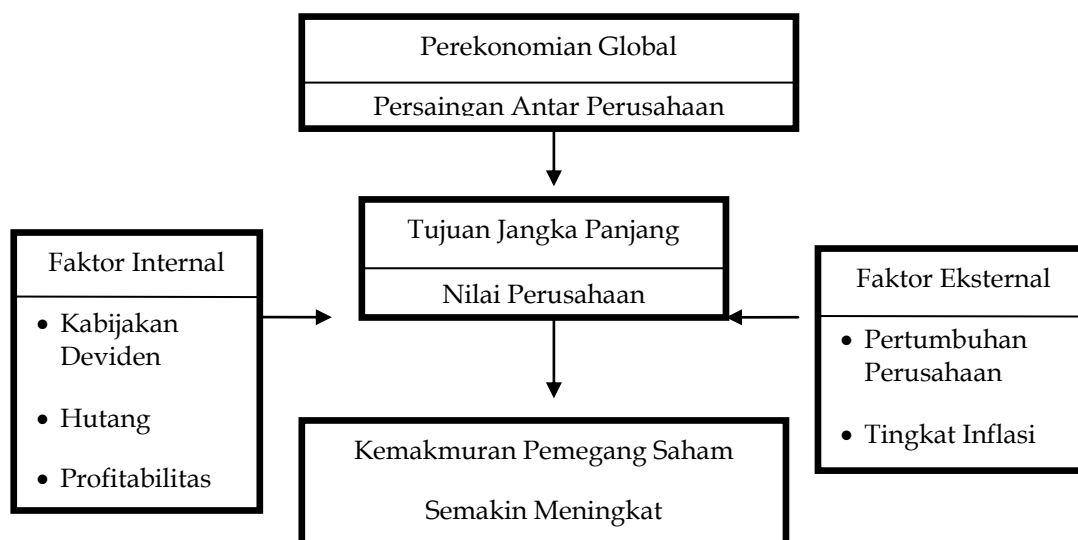 Perekonomian Global
Persaingan Antar Perusahaan
Tujuan Jangka Panjang
Nilai Perusahaan
Faktor Internal
• Kabijakan
Deviden
• Hutang
• Profitabilitas
Faktor Eksternal
• Pertumbuhan
Perusahaan
• Tingkat Inflasi
Kemakmuran Pemegang Saham
Semakin Meningkat